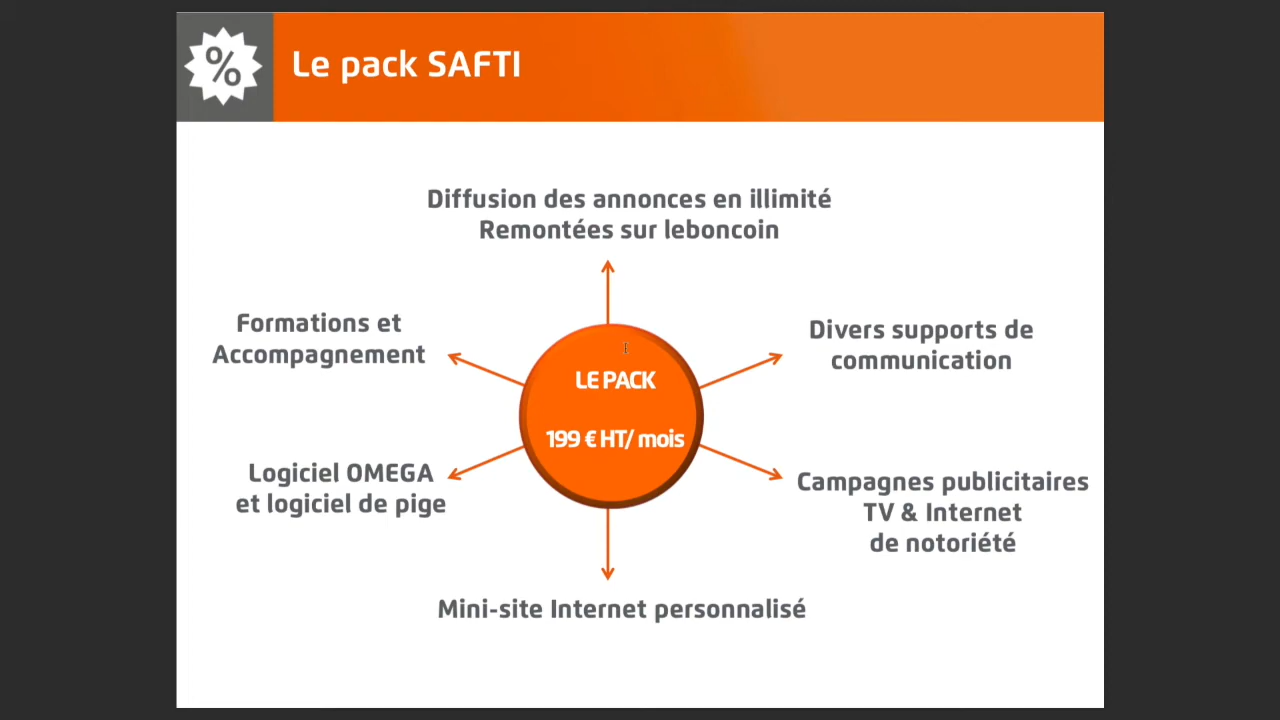 %
Le pack SAFTI
Diffusion des annonces en illimité
Remontées sur leboncoin
Formations et
Accompagnement
Divers supports de
communication
LE PACK
199 € HT/ mois
Logiciel OMEGA
et logiciel de pige
Campagnes publicitaires
TV & Internet
de notoriété
Mini-site Internet personnalisé